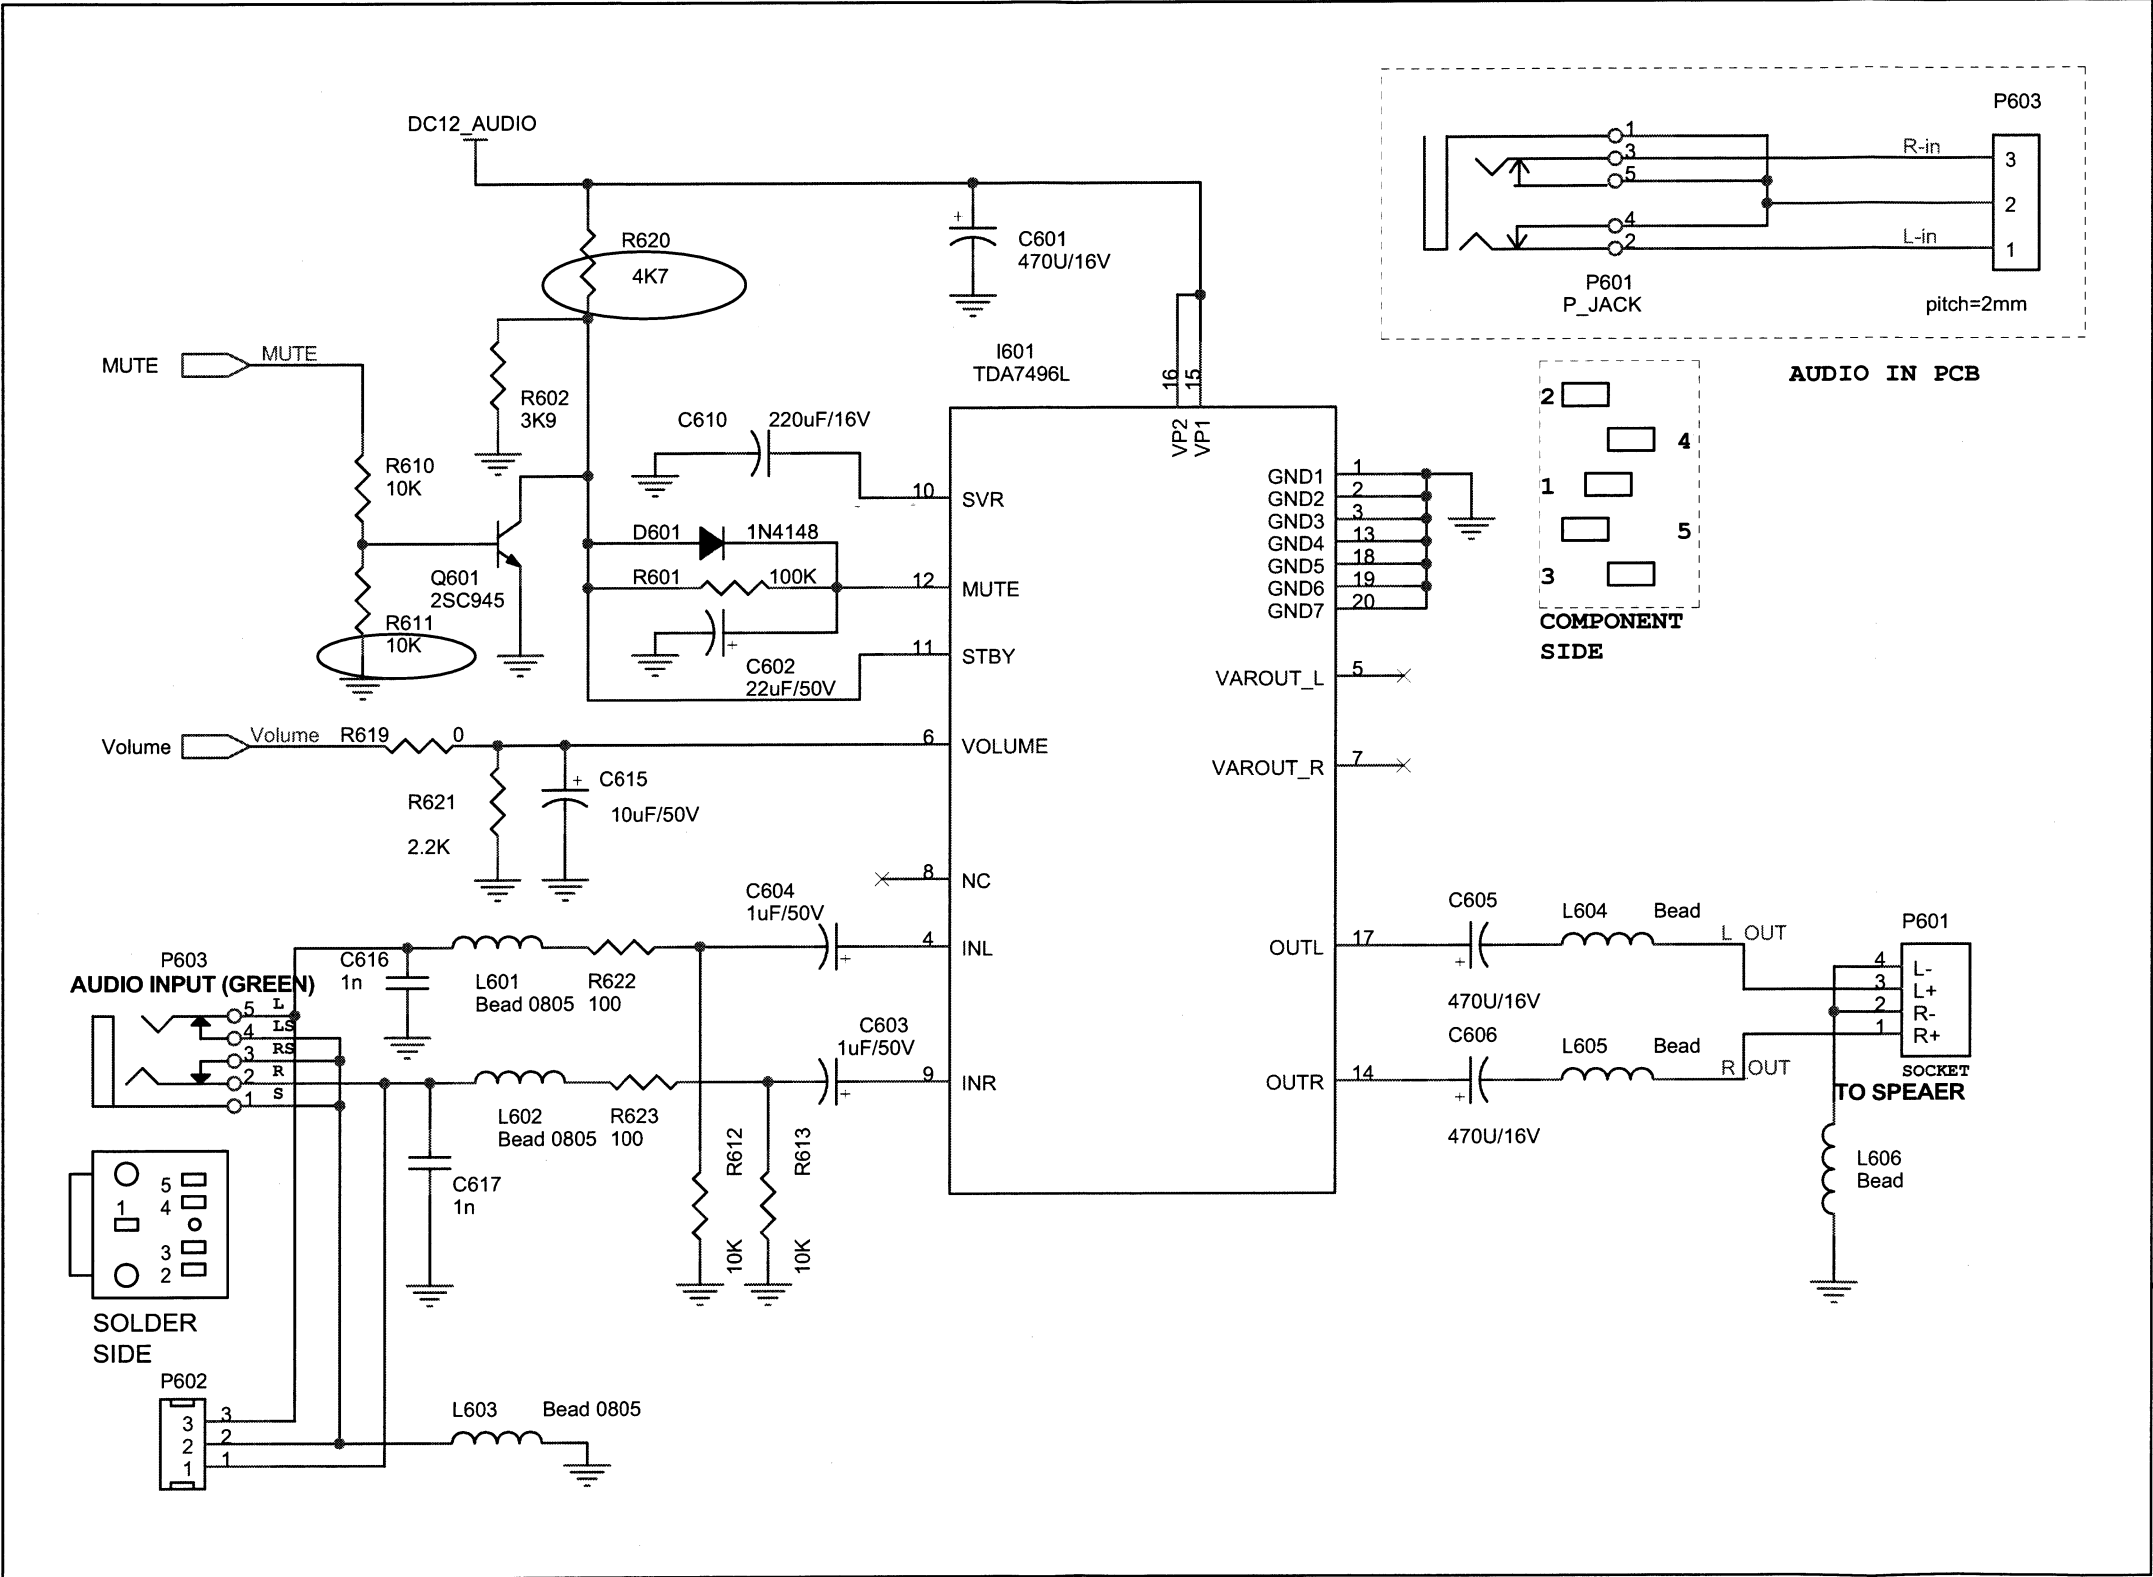 DC12_AUDIO
R620
4K7
C601
470U/16V
P603
1
3
5
4
2
R-in
L-in
3
2
1
P601
P_JACK
pitch=2mm
AUDIO IN PCB
MUTE
MUTE
R602
3K9
I601
TDA7496L
16
15
VP2
VP1
C610
220uF/16V
R610
10K
10
SVR
D601
1N4148
R601
100K
12
MUTE
Q601
2SC945
R611
10K
C602
22uF/50V
11
STBY
GND1
1
GND2
2
GND3
3
GND4
13
GND5
18
GND6
19
GND7
20
2
4
1
5
3
COMPONENT
SIDE
VAROUT_L
5
VAROUT_R
7
Volume
Volume
R619
0
6
VOLUME
R621
2.2K
C615
10uF/50V
8
NC
C604
1uF/50V
4
INL
P603
AUDIO INPUT (GREEN)
C616
1n
L601
Bead 0805
R622
100
5
L
4
LS
3
RS
2
R
1
S
C603
1uF/50V
9
INR
L602
Bead 0805
R623
100
R612
10K
R613
10K
C617
1n
OUTL
17
C605
470U/16V
L604
Bead
L_OUT
P601
4
L-
3
L+
2
R-
1
R+
SOCKET
TO SPEAER
OUTR
14
C606
470U/16V
L605
Bead
R_OUT
L606
Bead
5
4
1
3
2
SOLDER
SIDE
P602
3
3
2
2
1
1
L603
Bead 0805